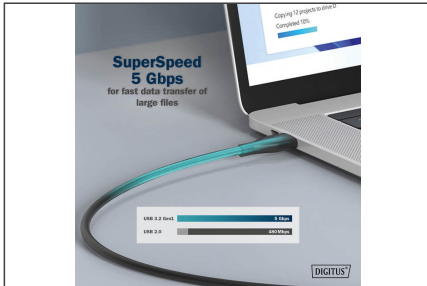 Copying 12 projects to drive D
Completed 10%
SuperSpeed
5 Gbps
for fast data transfer of
large files
USB 3.2 Gen1
5 Gbps
USB 2.0
480 Mbps
DIGITUS®